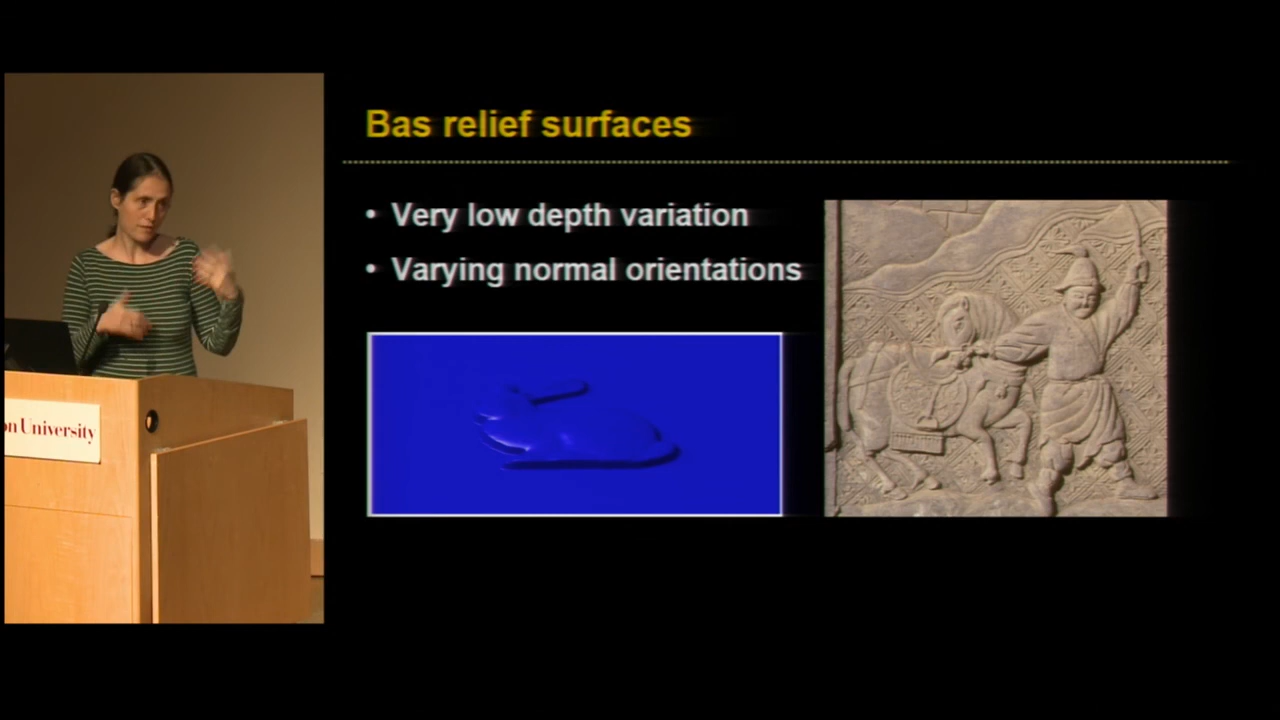 Bas relief surfaces
• Very low depth variation
• Varying normal orientations
University